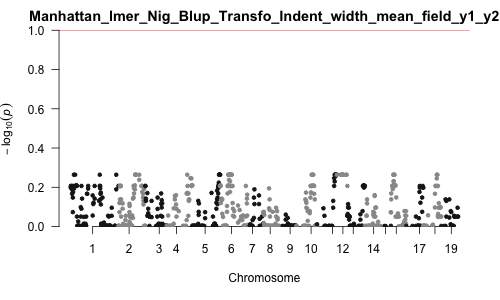 Manhattan_lmer_Nig_Blup_Transfo_Indent_width_mean_field_y1_y2
1.0
0.8
0.6
0.4
0.2
0.0
− log10(p)
1 2 3 4 5 6 7 8 9 10 12 14 17 19
Chromosome